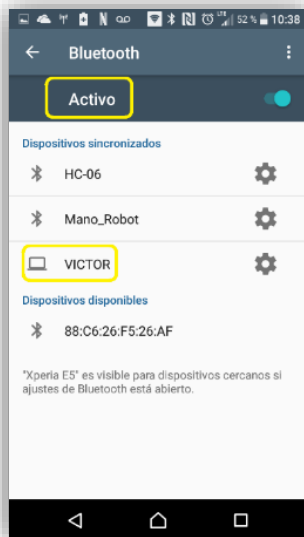 LTE 52 % 10:38
Bluetooth
Activo
Dispositivos sincronizados
HC-06
Mano_Robot
VICTOR
Dispositivos disponibles
88:C6:26:F5:26:AF
"Xperia E5" es visible para dispositivos cercanos si
ajustes de Bluetooth está abierto.